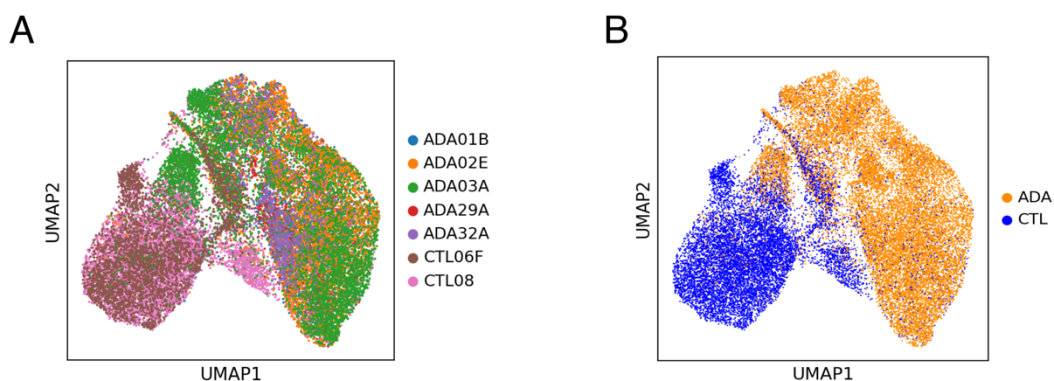 A
B
UMAP2
UMAP1
ADA01B
ADA02E
ADA03A
ADA29A
ADA32A
CTL06F
CTL08
UMAP2
UMAP1
ADA
CTL